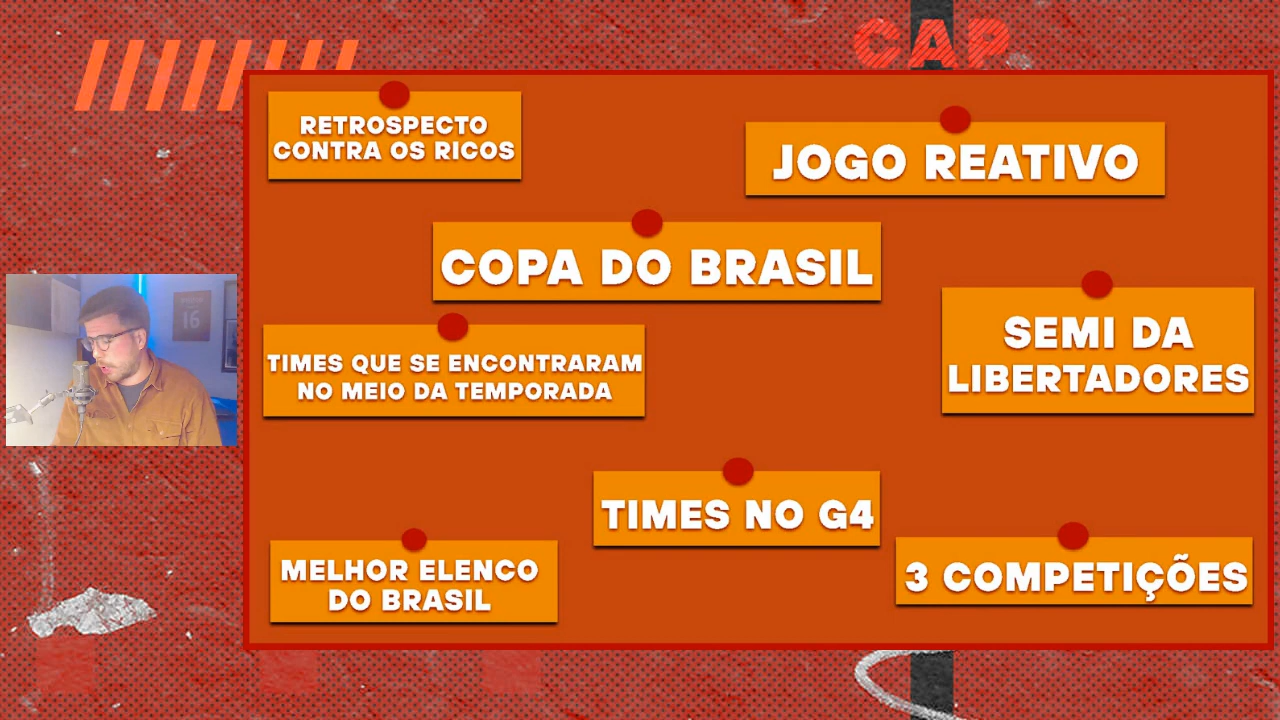 CAP
RETROSPECTO
CONTRA OS RICOS
JOGO REATIVO
COPA DO BRASIL
SEMI DA
LIBERTADORES
TIMES QUE SE ENCONTRARAM
NO MEIO DA TEMPORADA
16
TIMES NO G4
MELHOR ELENCO
DO BRASIL
3 COMPETIÇÕES